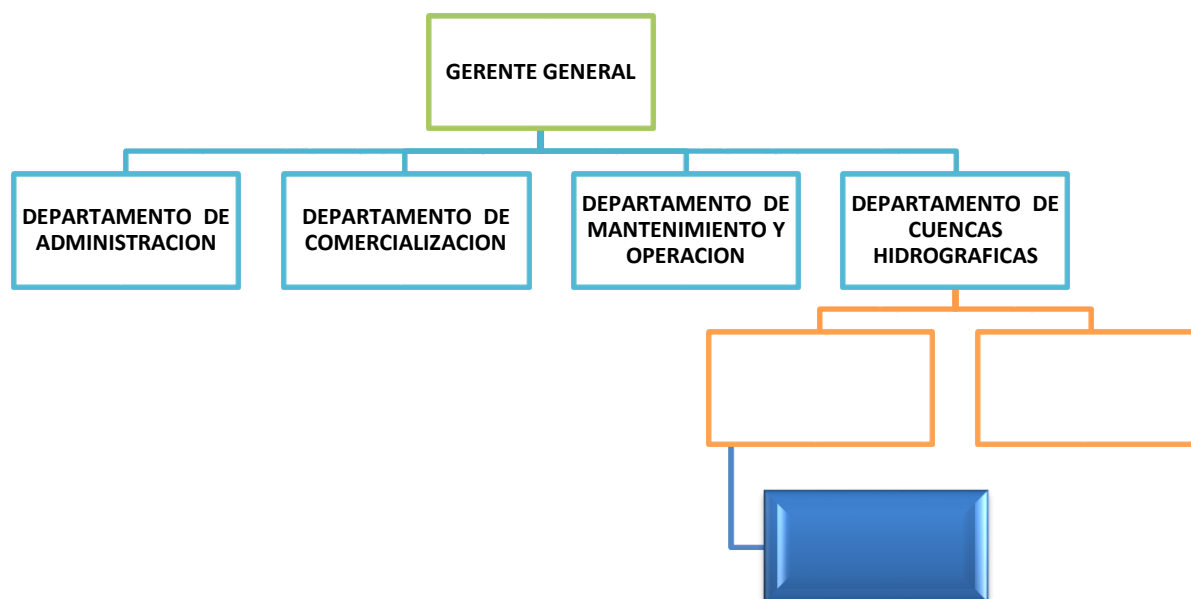 GERENTE GENERAL
DEPARTAMENTO DE
ADMINISTRACION
DEPARTAMENTO DE
COMERCIALIZACION
DEPARTAMENTO DE
MANTENIMIENTO Y
OPERACION
DEPARTAMENTO DE
CUENCAS
HIDROGRAFICAS